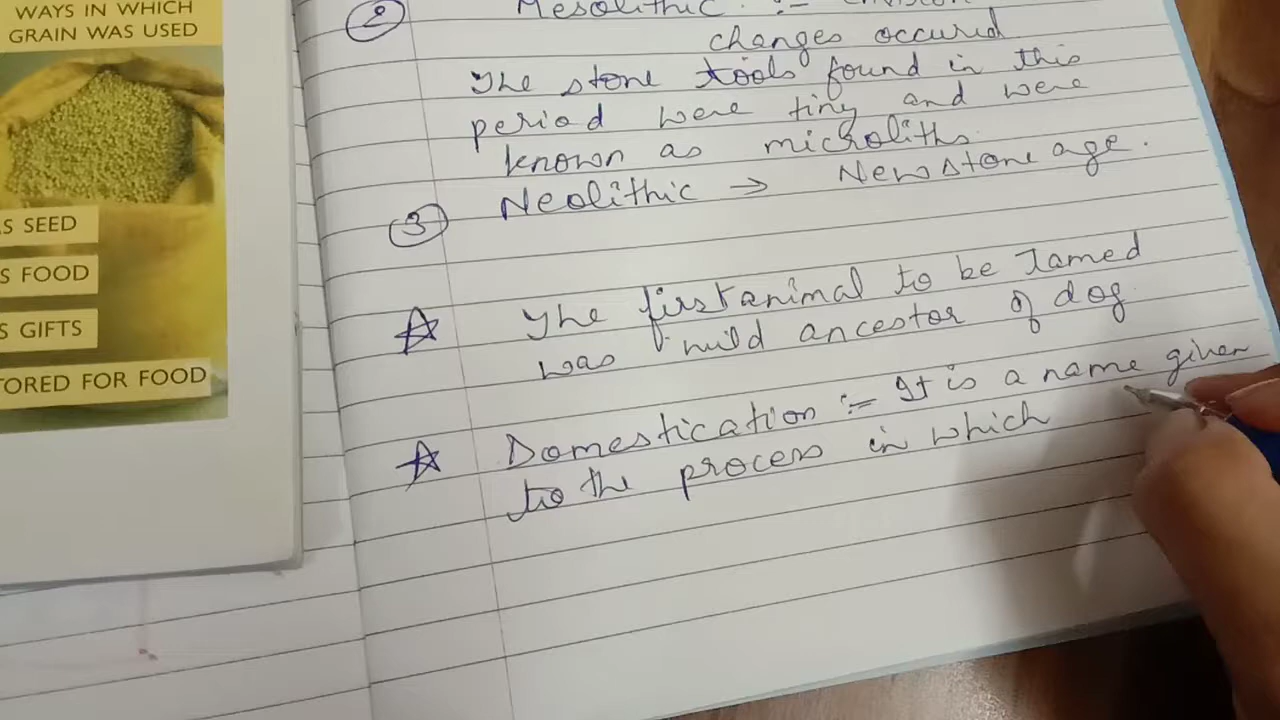 WAYS IN WHICH
GRAIN WAS USED
S SEED
S FOOD
S GIFTS
TORED FOR FOOD
② Mesolithic :-
changes occured
The stone tools found in this
period were tiny and were
known as microliths.
③ Neolithic → New stone age.
☆ The first animal to be Tamed
was wild ancestor of dog
☆ Domestication :- It is a name given
to the process in which